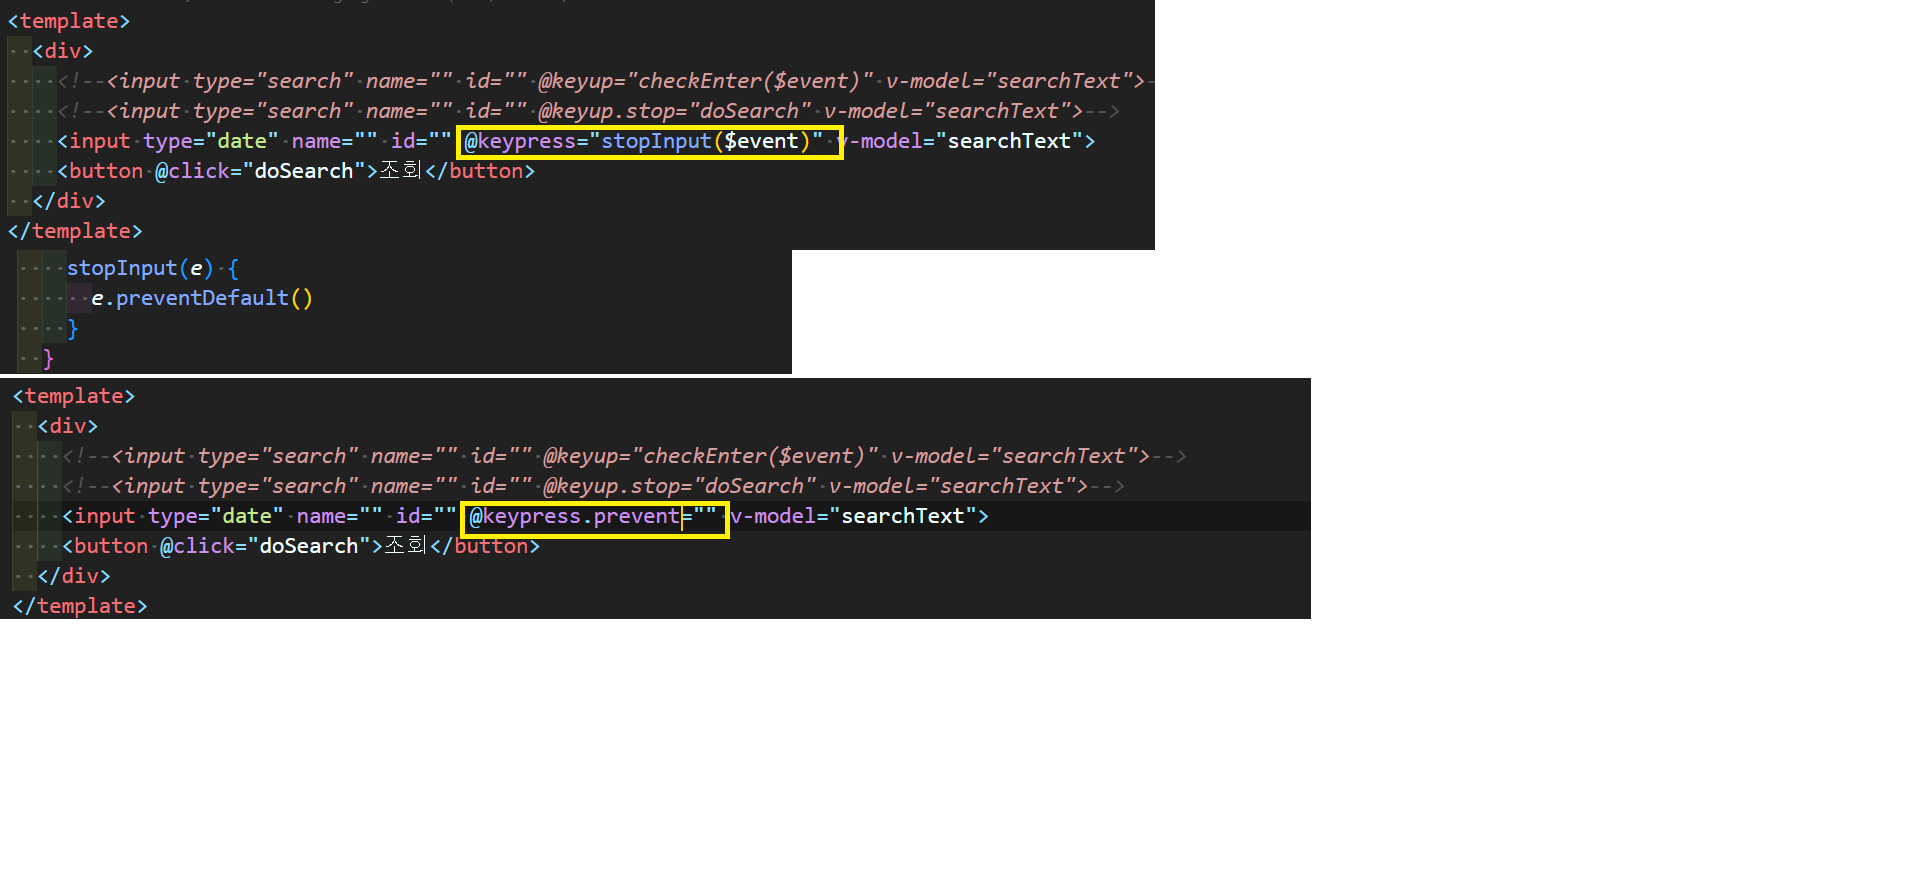 <template>
<div>
<!--<input type="search" name="" id="" @keyup="checkEnter($event)" v-model="searchText">-
<!--<input type="search" name="" id="" @keyup.stop="doSearch" v-model="searchText">-->
<input type="date" name="" id="" @keypress="stopInput($event)" v-model="searchText">
<button @click="doSearch">조회</button>
</div>
</template>
stopInput(e) {
e.preventDefault()
}
}
<template>
<div>
<!--<input type="search" name="" id="" @keyup="checkEnter($event)" v-model="searchText">-->
<!--<input type="search" name="" id="" @keyup.stop="doSearch" v-model="searchText">-->
<input type="date" name="" id="" @keypress.prevent="" v-model="searchText">
<button @click="doSearch">조회</button>
</div>
</template>